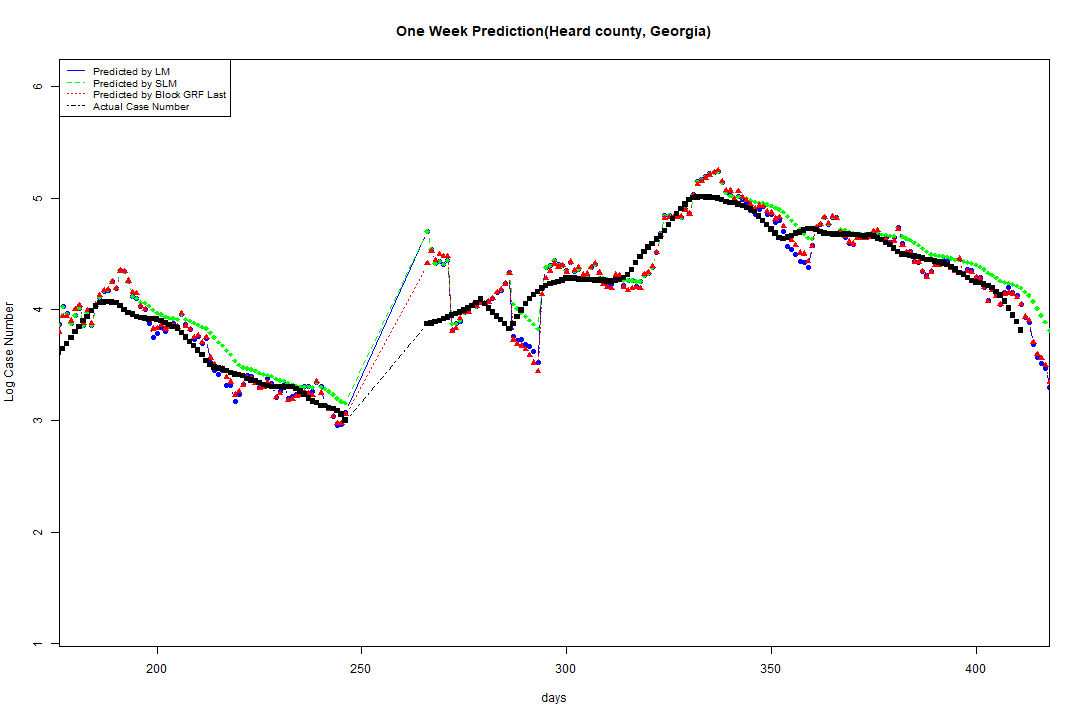 One Week Prediction(Heard county, Georgia)
Predicted by LM
Predicted by SLM
Predicted by Block GRF Last
Actual Case Number
Log Case Number
6
5
4
3
2
1
200 250 300 350 400
days